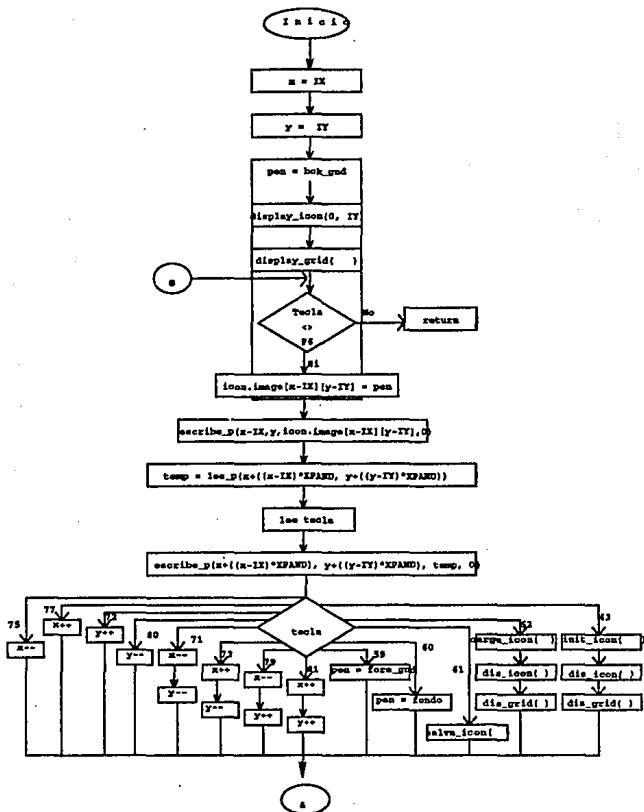 Inicio
x = IX
y = IY
pen = bck_gnd
display_icon(0, IY
display_grid( )
a
Tecla
<>
F6
No
return
Si
icon.image[x-IX][y-IY] = pen
escribe_p(x-IX,y,icon.image[x-IX][y-IY],0)
temp = lee_p(x+((x-IX)*XPAND, y+((y-IY)*XPAND))
lee tecla
escribe_p(x+((x-IX)*XPAND), y+((y-IY)*XPAND), temp, 0)
tecla
75
x--
77
x++
72
y++
80
y--
71
x--
y--
73
x++
y--
79
x--
y++
81
x++
y++
59
pen = fore_gnd
60
pen = fondo
61
salva_icon(
62
carga_icon( )
dis_icon( )
dis_grid( )
63
init_icon( )
dis_icon( )
dis_grid( )
a